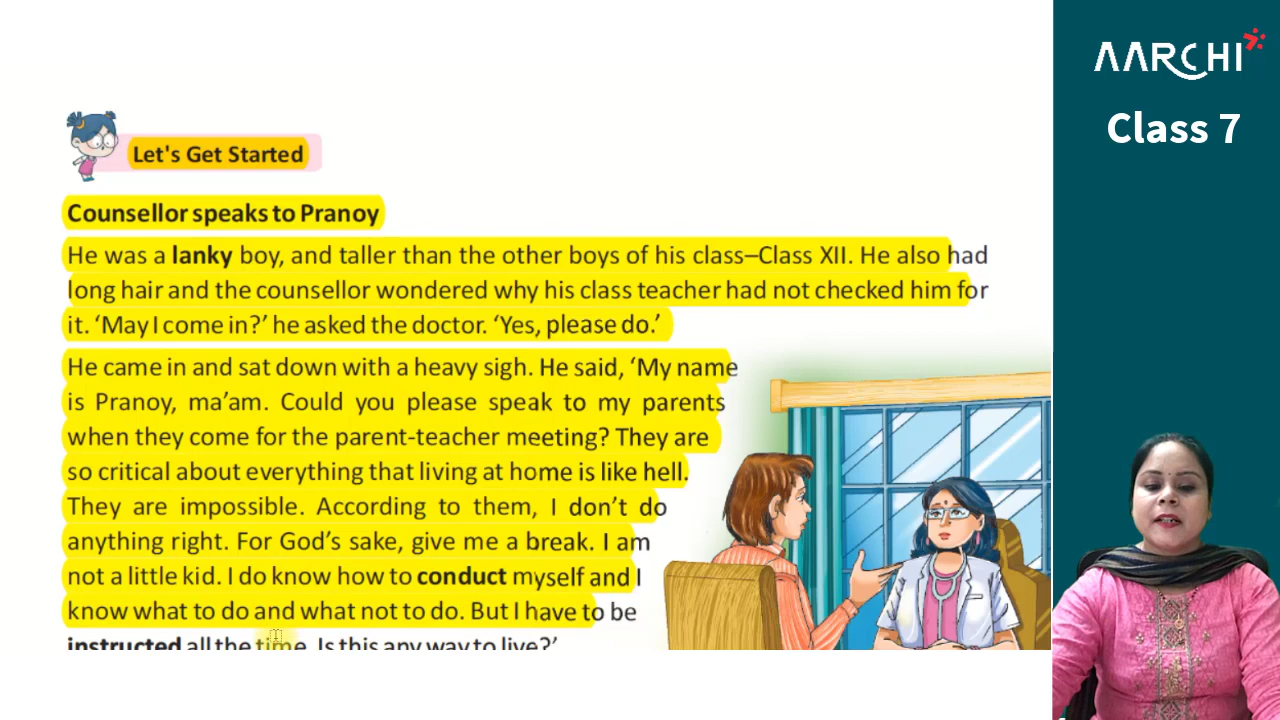 AARCHI
Class 7
Let's Get Started
Counsellor speaks to Pranoy
He was a lanky boy, and taller than the other boys of his class–Class XII. He also had
long hair and the counsellor wondered why his class teacher had not checked him for
it. ‘May I come in?’ he asked the doctor. ‘Yes, please do.’
He came in and sat down with a heavy sigh. He said, ‘My name
is Pranoy, ma’am. Could you please speak to my parents
when they come for the parent-teacher meeting? They are
so critical about everything that living at home is like hell.
They are impossible. According to them, I don’t do
anything right. For God’s sake, give me a break. I am
not a little kid. I do know how to conduct myself and I
know what to do and what not to do. But I have to be
instructed all the time. Is this any way to live?’